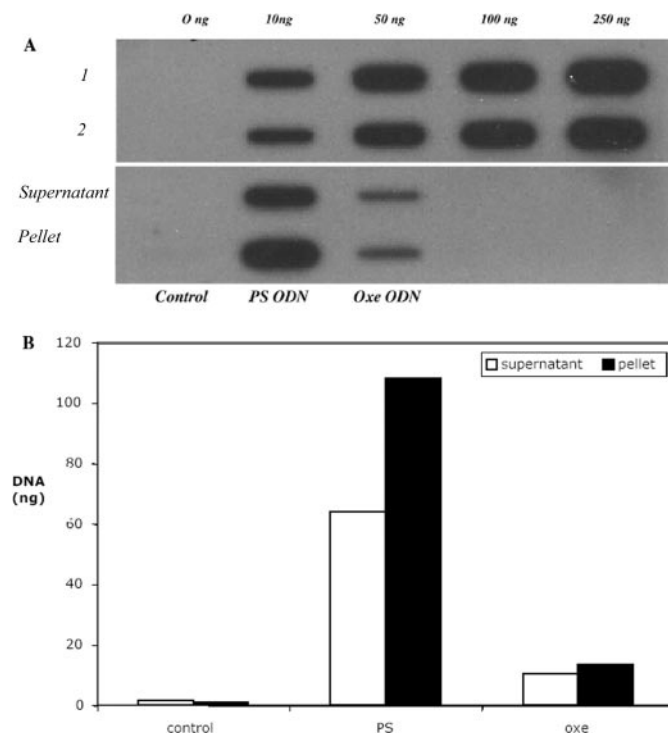 O ng 10ng 50 ng 100 ng 250 ng
A
1
2
Supernatant
Pellet
Control PS ODN Oxe ODN
B
120
supernatant pellet
100
80
DNA
(ng)
60
40
20
0
control PS oxe